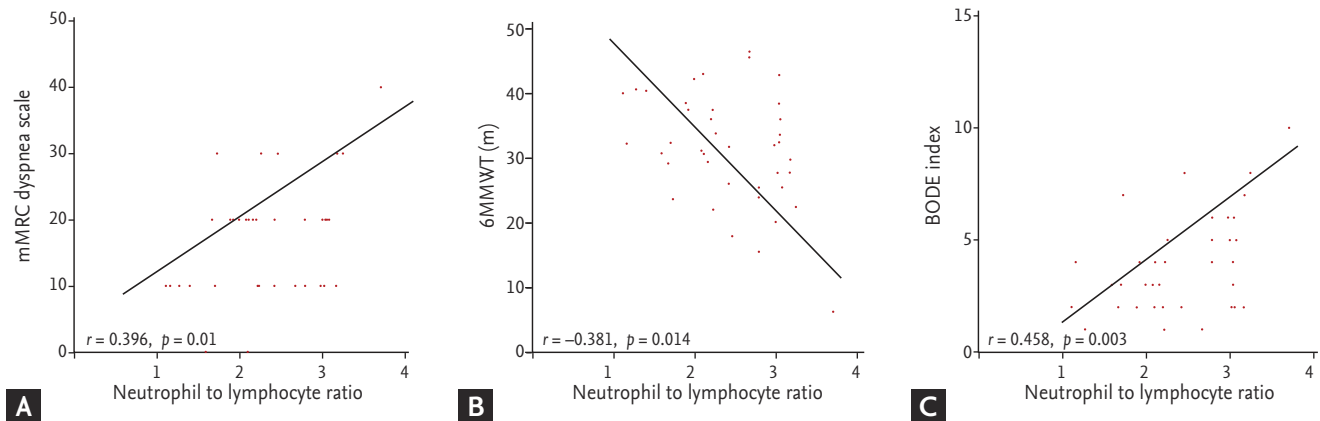 50
40
30
20
10
0
mMRC dyspnea scale
r = 0.396, p = 0.01
1 2 3 4
Neutrophil to lymphocyte ratio
A
50
40
30
20
10
0
6MMWT (m)
r = –0.381, p = 0.014
1 2 3 4
Neutrophil to lymphocyte ratio
B
15
10
5
0
BODE index
r = 0.458, p = 0.003
1 2 3 4
Neutrophil to lymphocyte ratio
C